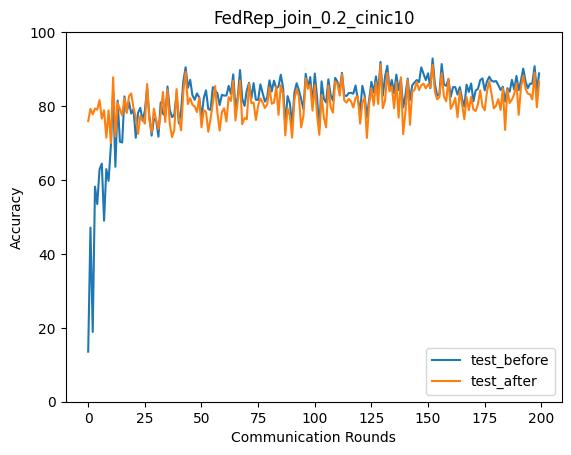 FedRep_join_0.2_cinic10
100
80
60
40
20
0
Accuracy
0 25 50 75 100 125 150 175 200
Communication Rounds
test_before
test_after